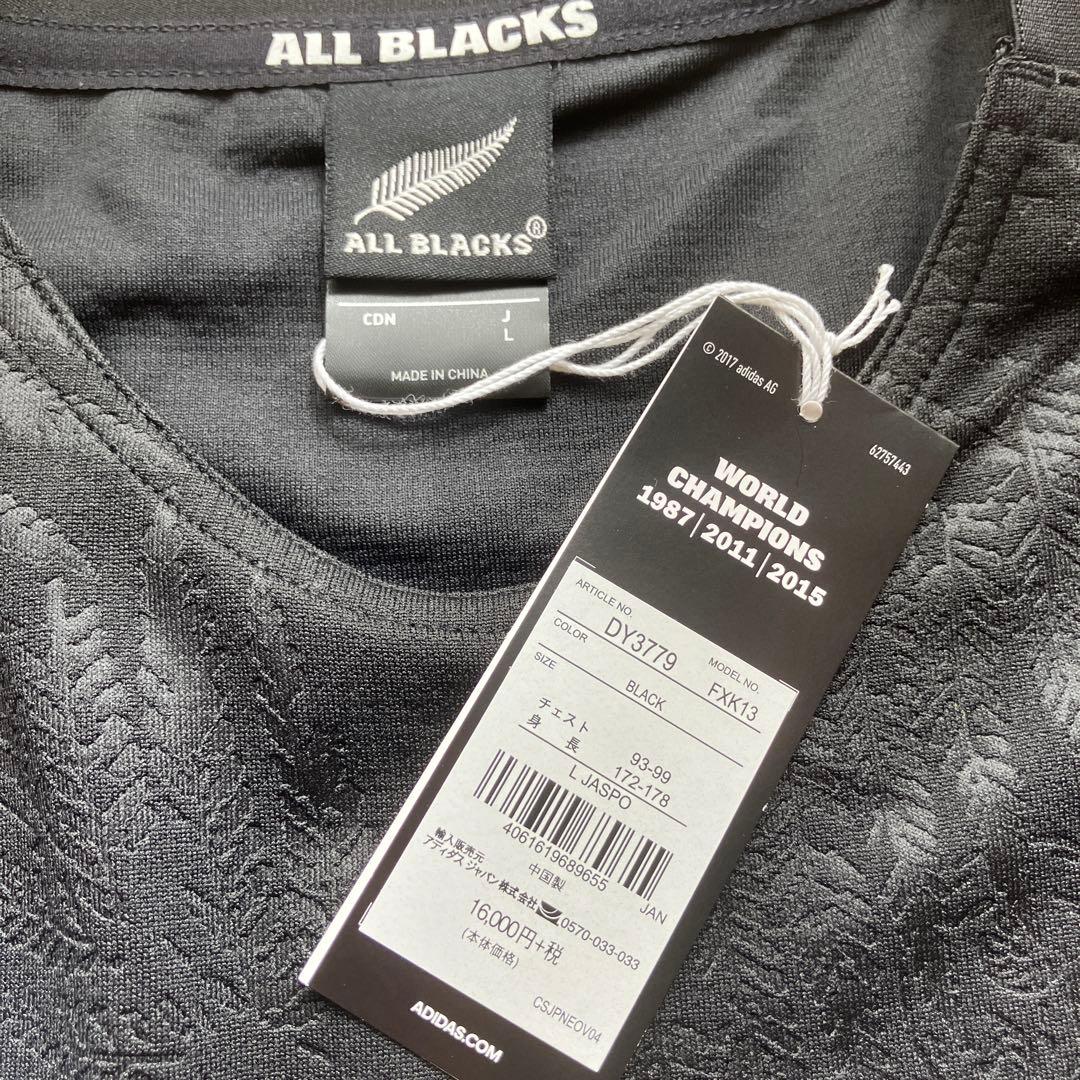 ALL BLACKS
ALL BLACKS®
CDN J
L
MADE IN CHINA
© 2017 adidas AG
62757443
WORLD
CHAMPIONS
1987|2011|2015
ARTICLE NO. DY3779
MODEL NO. FXK13
COLOR BLACK
SIZE
チェスト 93-99
身長 172-178
L JASPO
4061619689655
JAN
中国製
輸入販売元
アディダス ジャパン株式会社 0570-033-033
16,000円+税
(本体価格)
CSJPNEOV04
ADIDAS.COM